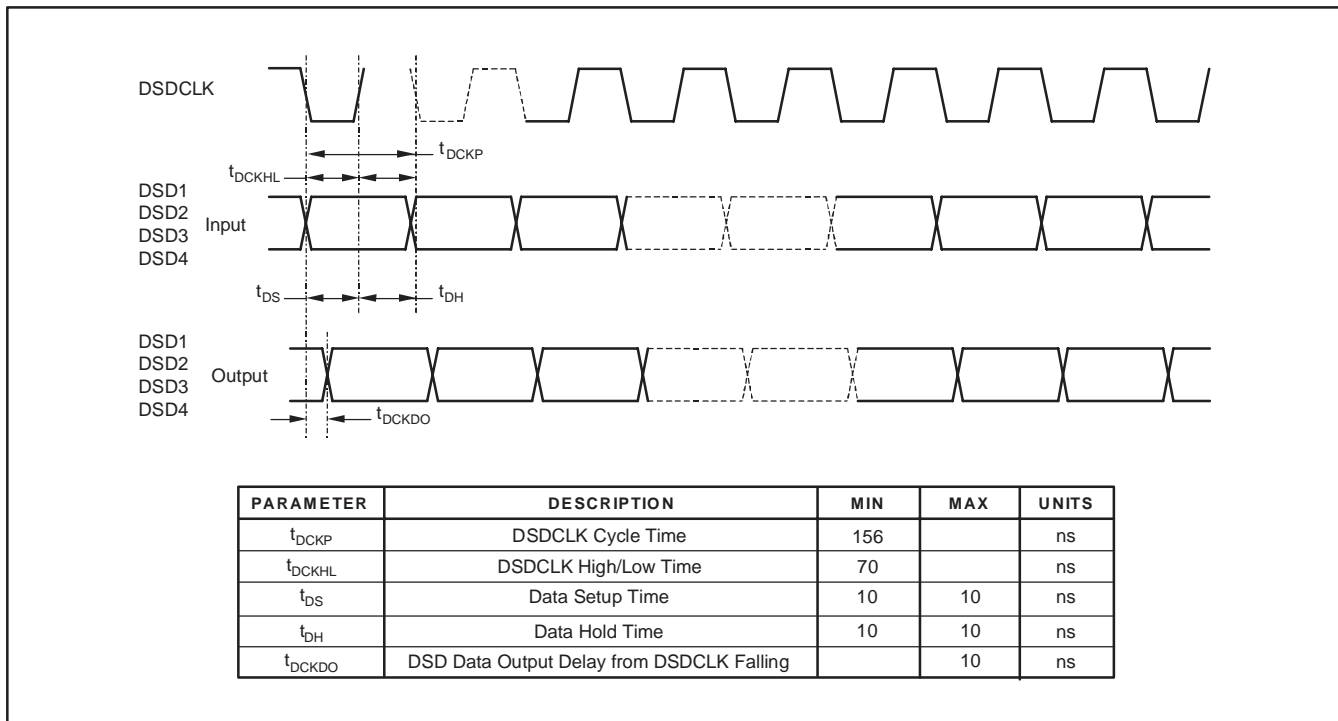 DSDCLK
tDCKP
tDCKHL
DSD1
DSD2
DSD3
DSD4
Input
tDS
tDH
DSD1
DSD2
DSD3
DSD4
Output
tDCKDO
PARAMETER DESCRIPTION MIN MAX UNITS
tDCKP DSDCLK Cycle Time 156 ns
tDCKHL DSDCLK High/Low Time 70 ns
tDS Data Setup Time 10 10 ns
tDH Data Hold Time 10 10 ns
tDCKDO DSD Data Output Delay from DSDCLK Falling 10 ns